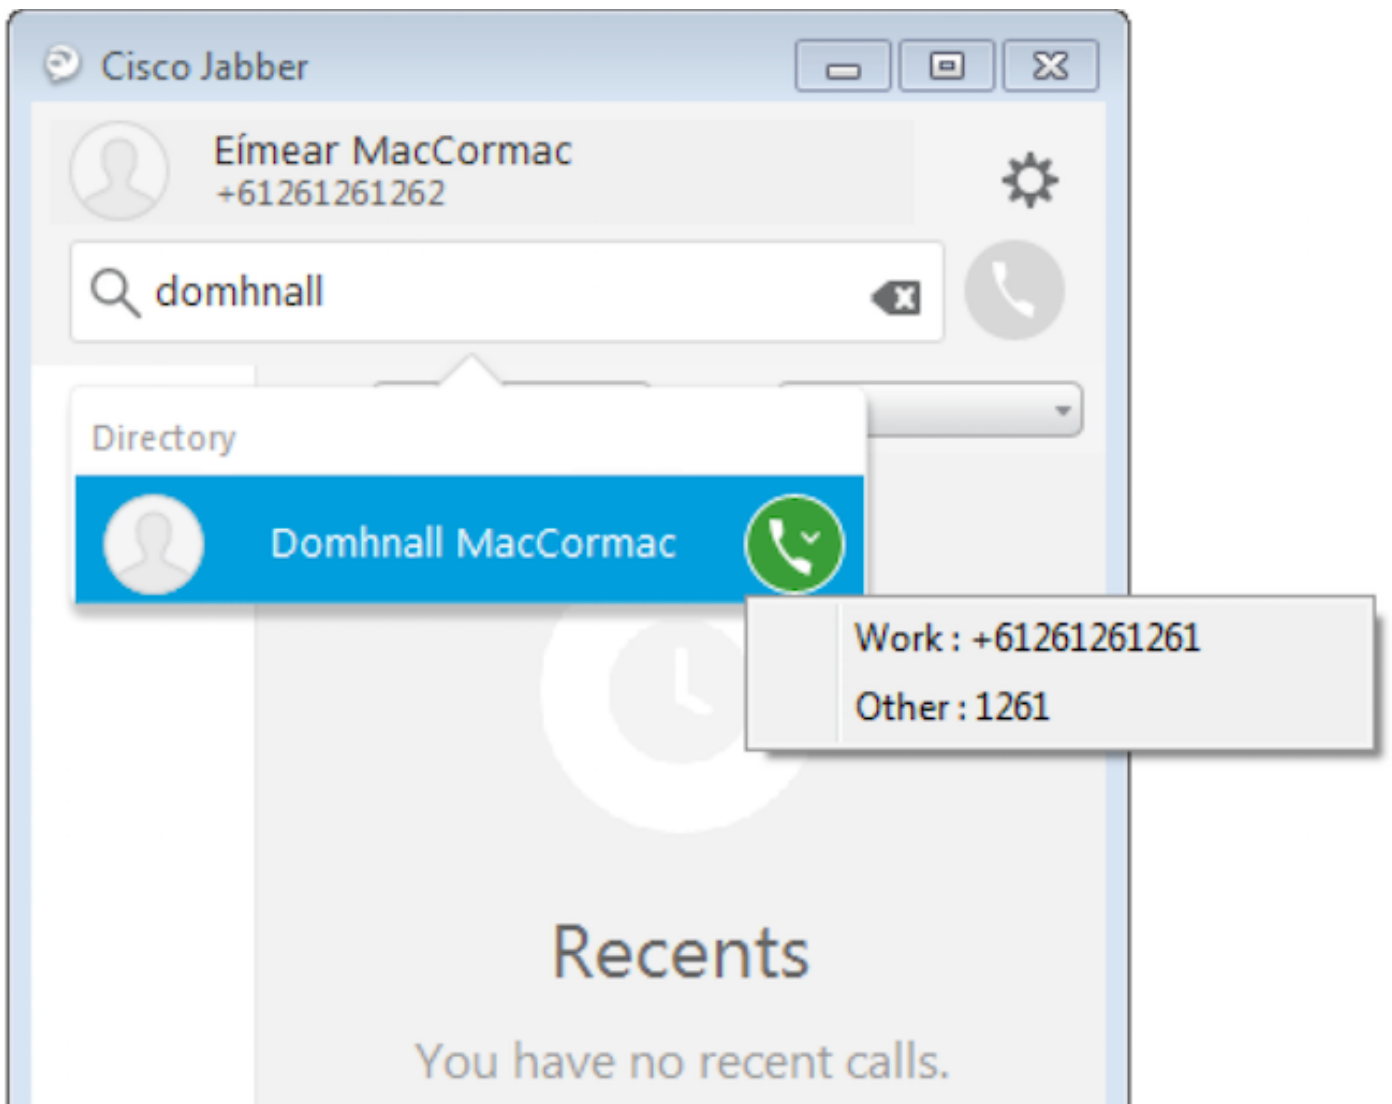 Cisco Jabber
Eímear MacCormac
+61261261262
domhnall
Directory
Domhnall MacCormac
Work : +61261261261
Other : 1261
Recents
You have no recent calls.